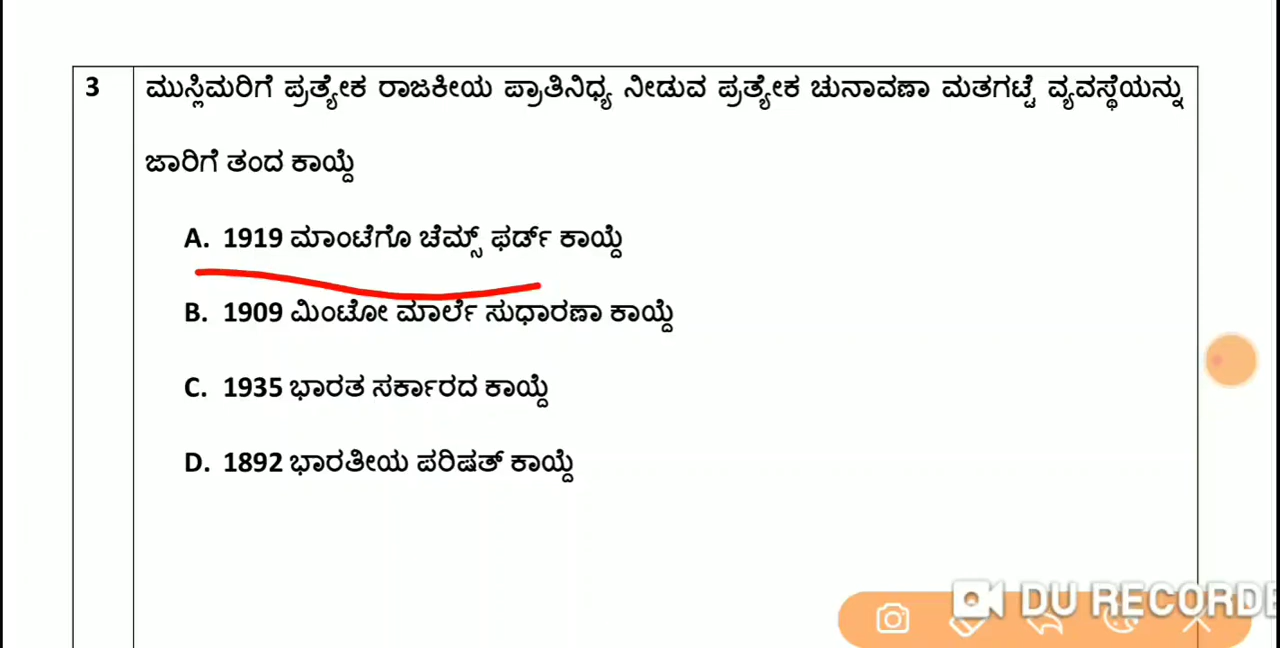 3 ಮುಸ್ಲಿಮರಿಗೆ ಪ್ರತ್ಯೇಕ ರಾಜಕೀಯ ಪ್ರಾತಿನಿಧ್ಯ ನೀಡುವ ಪ್ರತ್ಯೇಕ ಚುನಾವಣಾ ಮತಗಟ್ಟೆ ವ್ಯವಸ್ಥೆಯನ್ನು
ಜಾರಿಗೆ ತಂದ ಕಾಯ್ದೆ
A. 1919 ಮಾಂಟೆಗೊ ಚೆಮ್ಸ್ ಫರ್ಡ್ ಕಾಯ್ದೆ
B. 1909 ಮಿಂಟೋ ಮಾರ್ಲೆ ಸುಧಾರಣಾ ಕಾಯ್ದೆ
C. 1935 ಭಾರತ ಸರ್ಕಾರದ ಕಾಯ್ದೆ
D. 1892 ಭಾರತೀಯ ಪರಿಷತ್ ಕಾಯ್ದೆ
DU RECORDE